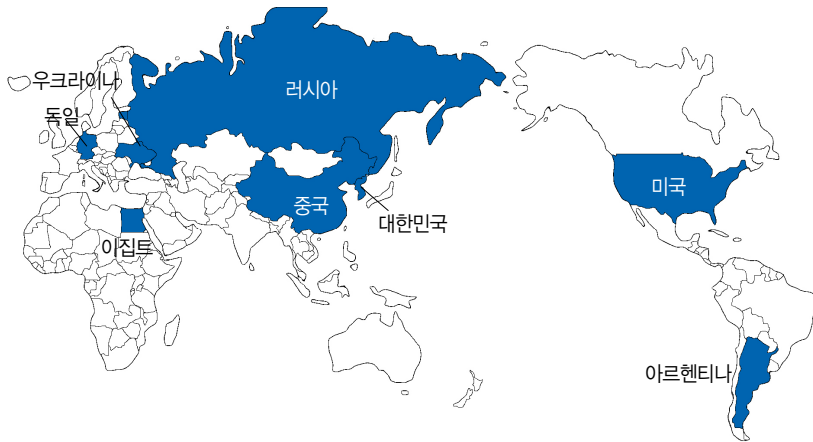 우크라이나
러시아
독일
미국
중국
대한민국
이집트
아르헨티나